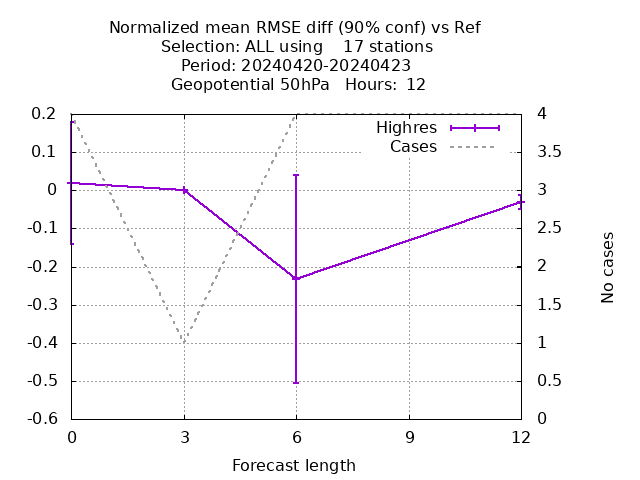 Normalized mean RMSE diff (90% conf) vs Ref
Selection: ALL using    17 stations
Period: 20240420-20240423
Geopotential 50hPa   Hours:  12
Highres
Cases
0.2
0.1
0
-0.1
-0.2
-0.3
-0.4
-0.5
-0.6
4
3.5
3
2.5
2
1.5
1
0.5
0
No cases
0 3 6 9 12
Forecast length